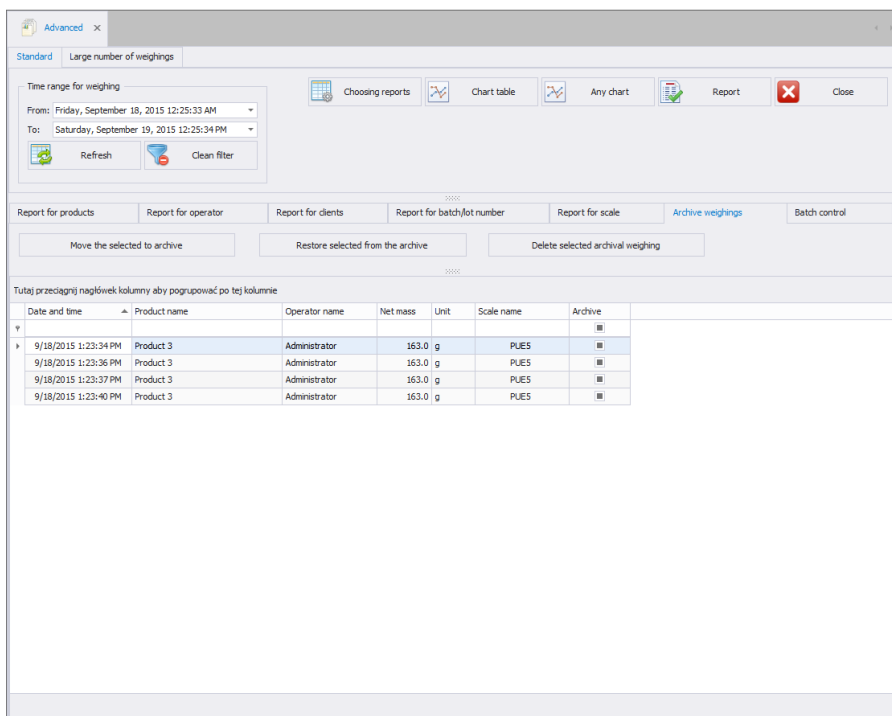 Advanced
Standard Large number of weighings
Time range for weighing
From: Friday, September 18, 2015 12:25:33 AM
To: Saturday, September 19, 2015 12:25:34 PM
Refresh Clean filter
Choosing reports Chart table Any chart Report Close
Report for products Report for operator Report for clients Report for batch/lot number Report for scale Archive weighings Batch control
Move the selected to archive Restore selected from the archive Delete selected archival weighing
Tutaj przeciągnij nagłówek kolumny aby pogrupować po tej kolumnie
Date and time Product name Operator name Net mass Unit Scale name Archive
9/18/2015 1:23:34 PM Product 3 Administrator 163.0 g PUE5
9/18/2015 1:23:36 PM Product 3 Administrator 163.0 g PUE5
9/18/2015 1:23:37 PM Product 3 Administrator 163.0 g PUE5
9/18/2015 1:23:40 PM Product 3 Administrator 163.0 g PUE5